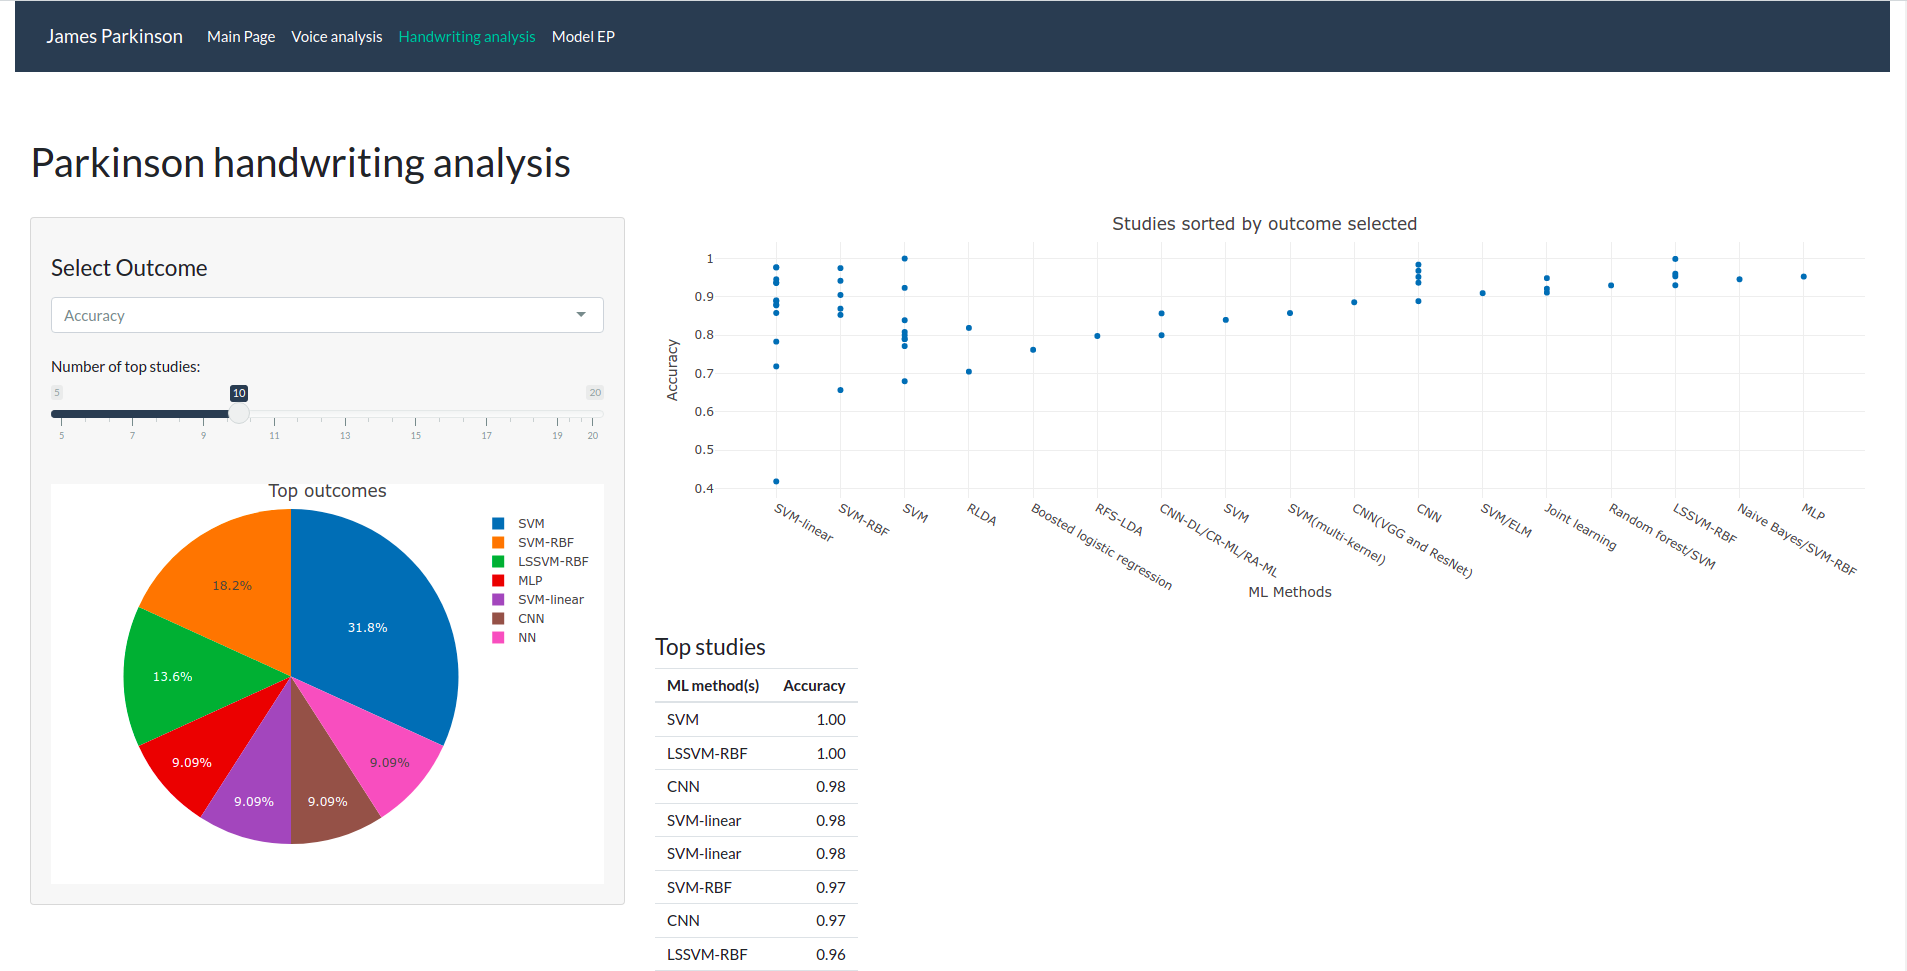 James Parkinson Main Page Voice analysis Handwriting analysis Model EP
Parkinson handwriting analysis
Select Outcome
Accuracy
Number of top studies:
5 10 20
5 7 9 11 13 15 17 19 20
Top outcomes
SVM
SVM-RBF
LSSVM-RBF
MLP
SVM-linear
CNN
NN
18.2%
31.8%
13.6%
9.09%
9.09%
9.09%
9.09%
Studies sorted by outcome selected
Accuracy
1
0.9
0.8
0.7
0.6
0.5
0.4
SVM-linear
SVM-RBF
SVM
RLDA
Boosted logistic regression
RFS-LDA
CNN-DL/CR-ML/RA-ML
SVM
SVM(multi-kernel)
CNN(VGG and ResNet)
CNN
SVM/ELM
Joint learning
Random forest/SVM
LSSVM-RBF
Naive Bayes/SVM-RBF
MLP
ML Methods
Top studies
ML method(s) Accuracy
SVM 1.00
LSSVM-RBF 1.00
CNN 0.98
SVM-linear 0.98
SVM-linear 0.98
SVM-RBF 0.97
CNN 0.97
LSSVM-RBF 0.96